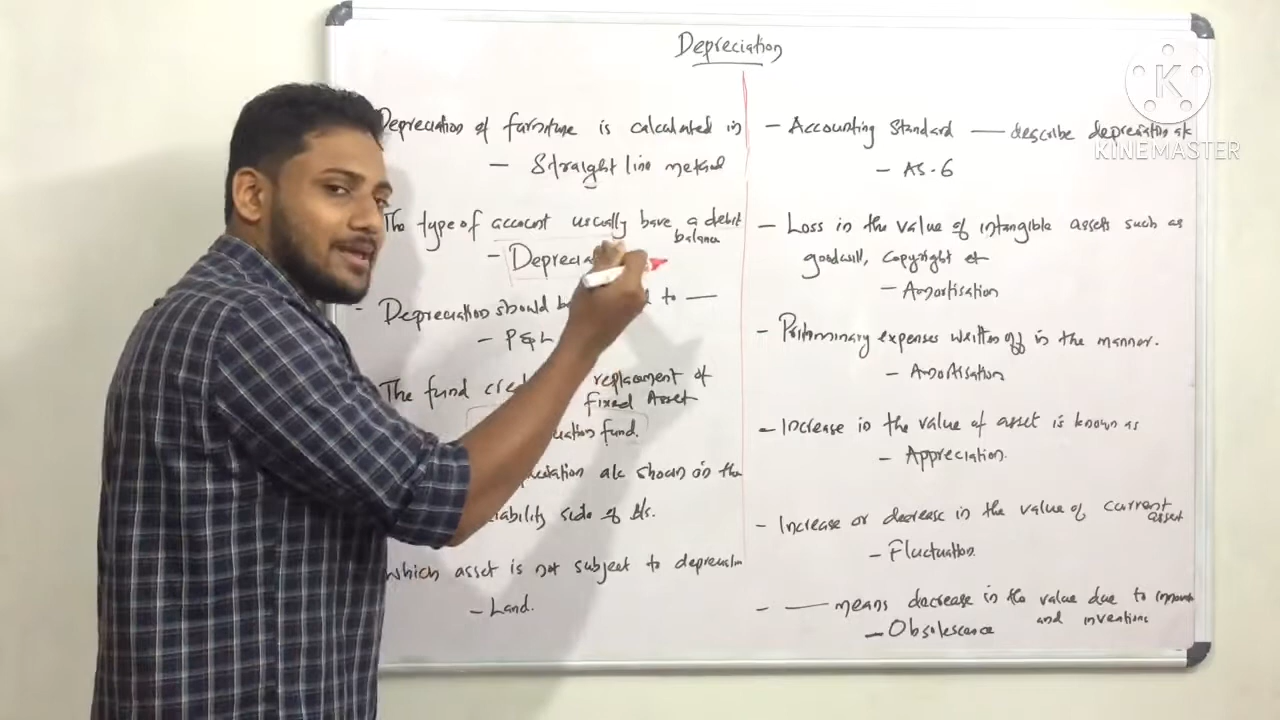 Depreciation
Depreciation of furniture is calculated in
- Straight line method
The type of account usually have a debit
balance
- Deprecia
Depreciation should be to —
- P & L
The fund cre replacement of
fixed Asset
ation fund.
eciation a/c shown in the
iability side of B/s.
which asset is not subject to depreciation
- Land.
- Accounting Standard — describe depreciation a/c
- AS-6
- Loss in the value of intangible assets such as
goodwill, copyright et
- Amortisation
- Preliminary expenses written off in the manner.
- Amortisation
- Increase in the value of asset is known as
- Appreciation.
- Increase or decrease in the value of current
asset
- Fluctuation.
- — means decrease in the value due to
and inventions
- Obsolescence
K
KINEMASTER